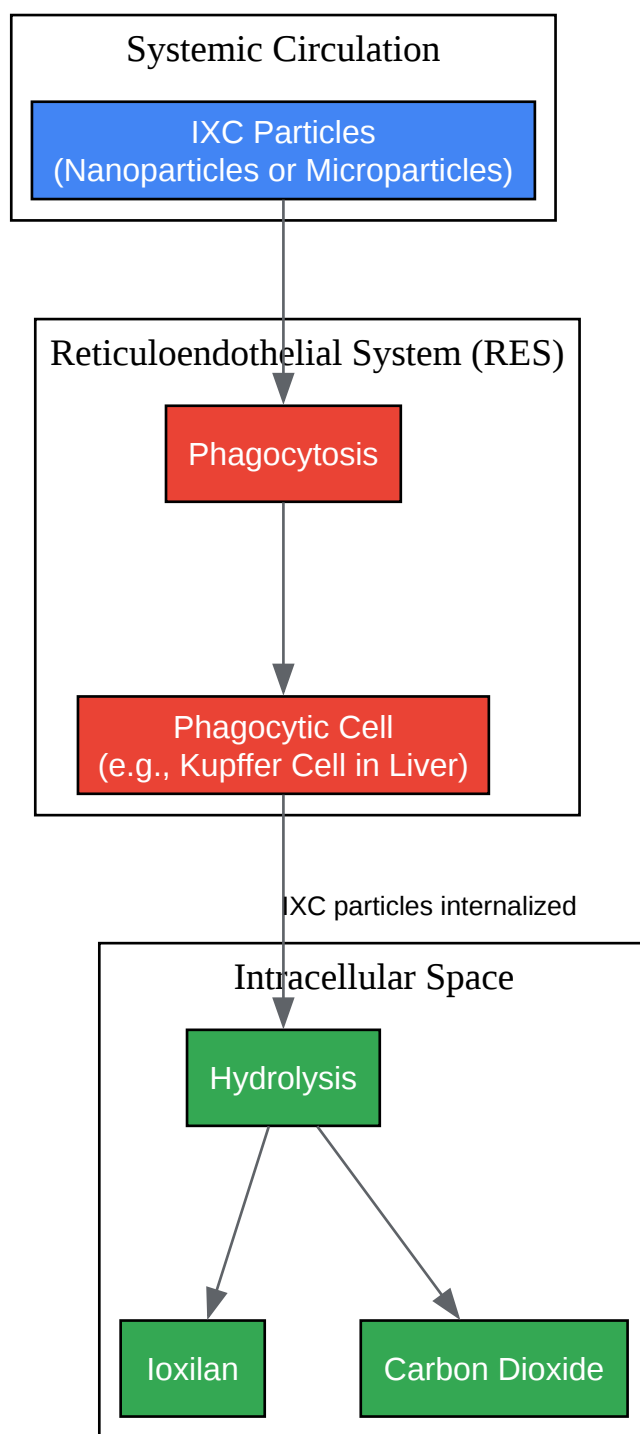 Systemic Circulation
IXC Particles
(Nanoparticles or Microparticles)
Reticuloendothelial System (RES)
Phagocytosis
Phagocytic Cell
(e.g., Kupffer Cell in Liver)
IXC particles internalized
Intracellular Space
Hydrolysis
Ioxilan
Carbon Dioxide